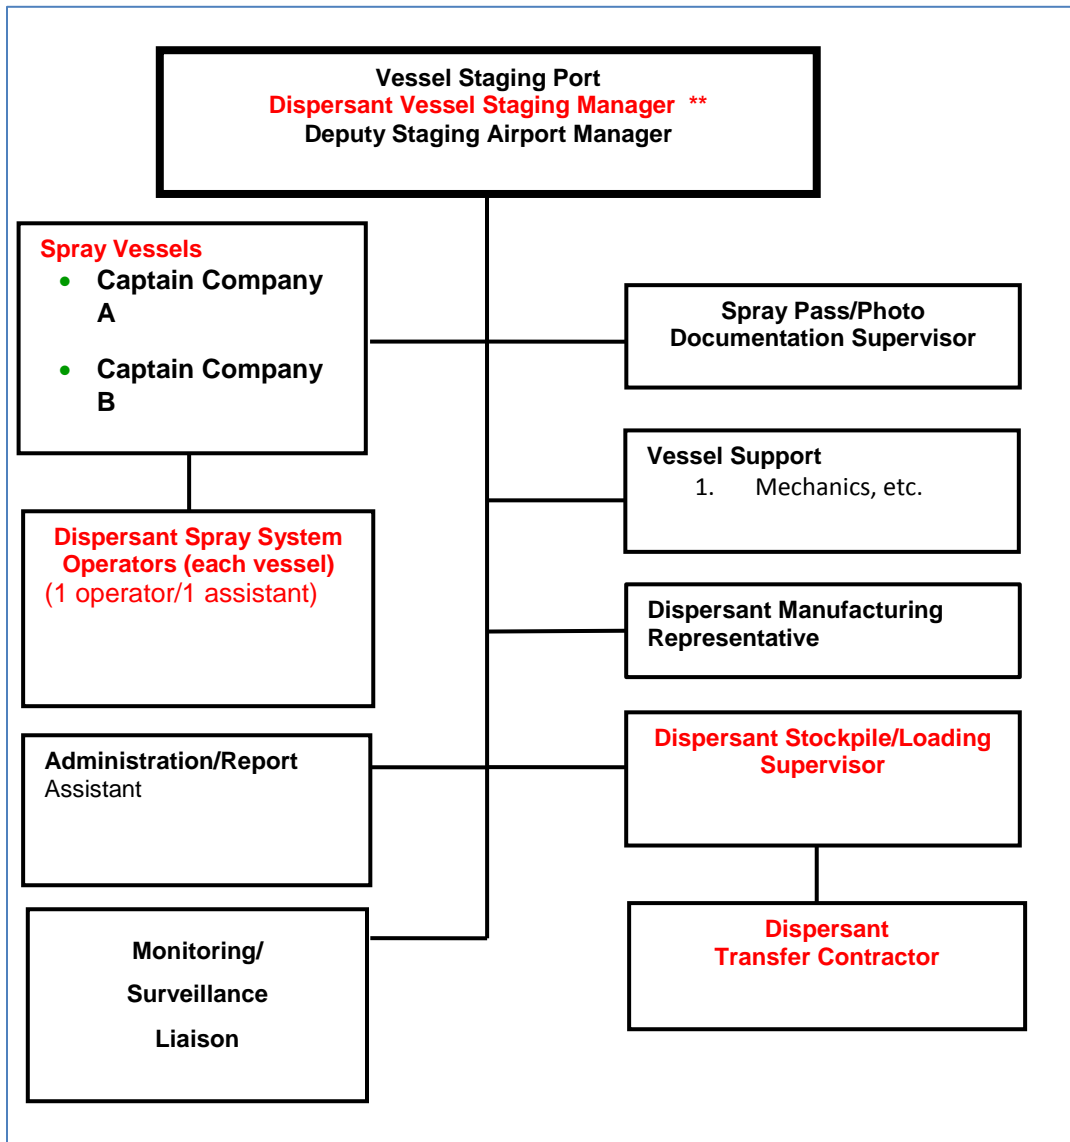 Vessel Staging Port
Dispersant Vessel Staging Manager **
Deputy Staging Airport Manager
Spray Vessels
• Captain Company
A
• Captain Company
B
Spray Pass/Photo
Documentation Supervisor
Vessel Support
1. Mechanics, etc.
Dispersant Spray System
Operators (each vessel)
(1 operator/1 assistant)
Dispersant Manufacturing
Representative
Administration/Report
Assistant
Dispersant Stockpile/Loading
Supervisor
Monitoring/
Surveillance
Liaison
Dispersant
Transfer Contractor